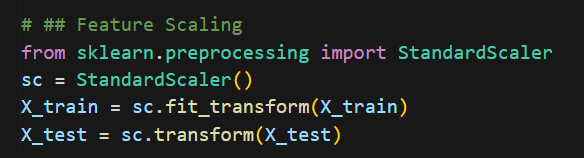 # ## Feature Scaling
from sklearn.preprocessing import StandardScaler
sc = StandardScaler()
X_train = sc.fit_transform(X_train)
X_test = sc.transform(X_test)